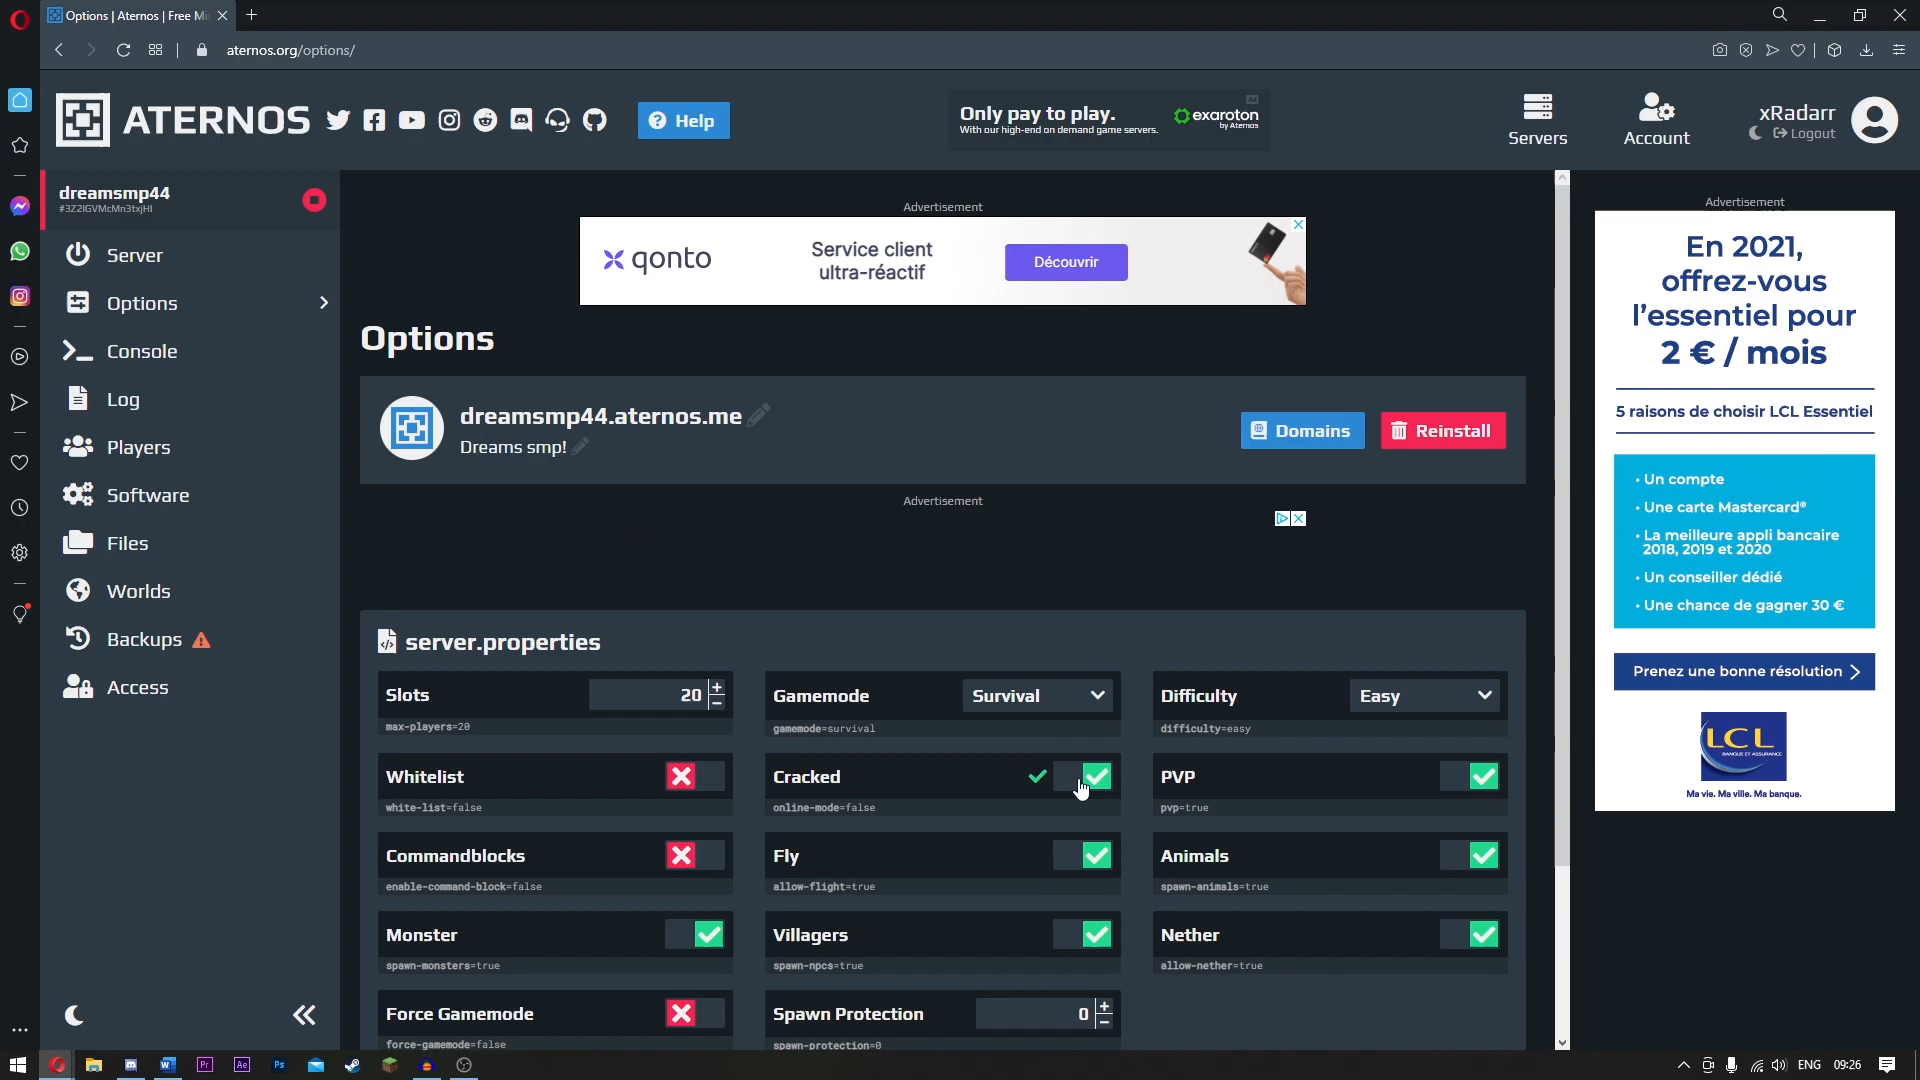 Options | Aternos | Free Mi
aternos.org/options/
ATERNOS
Help
Only pay to play.
With our high-end on demand game servers.
Ad
exaroton
by Aternos
Servers
Account
xRadarr
Logout
dreamsmp44
#3Z2IGVMcMn3txjHI
Server
Options
Console
Log
Players
Software
Files
Worlds
Backups
Access
Advertisement
qonto
Service client
ultra-réactif
Découvrir
Options
dreamsmp44.aternos.me
Dreams smp!
Domains
Reinstall
Advertisement
server.properties
Slots
20
max-players=20
Gamemode
Survival
gamemode=survival
Difficulty
Easy
difficulty=easy
Whitelist
white-list=false
Cracked
online-mode=false
PVP
pvp=true
Commandblocks
enable-command-block=false
Fly
allow-flight=true
Animals
spawn-animals=true
Monster
spawn-monsters=true
Villagers
spawn-npcs=true
Nether
allow-nether=true
Force Gamemode
force-gamemode=false
Spawn Protection
0
spawn-protection=0
Advertisement
En 2021,
offrez-vous
l'essentiel pour
2 € / mois
5 raisons de choisir LCL Essentiel
• Un compte
• Une carte Mastercard®
• La meilleure appli bancaire
2018, 2019 et 2020
• Un conseiller dédié
• Une chance de gagner 30 €
Prenez une bonne résolution
LCL
BANQUE ET ASSURANCE
Ma vie. Ma ville. Ma banque.
W
Pr
Ae
Ps
ENG
09:26